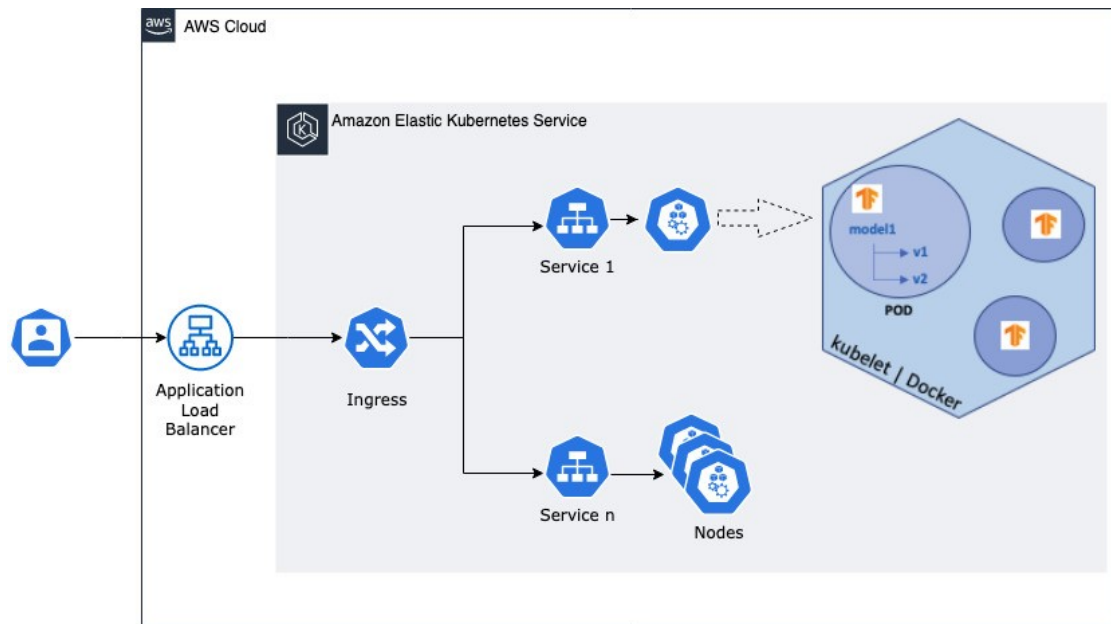 aws
AWS Cloud
K
Amazon Elastic Kubernetes Service
model1
v1
v2
POD
kubelet | Docker
Service 1
Application
Load
Balancer
Ingress
Service n
Nodes